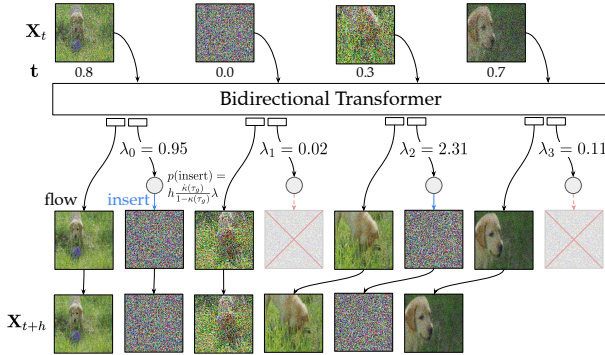 X_t
t 0.8 0.0 0.3 0.7
Bidirectional Transformer
λ_0 = 0.95 λ_1 = 0.02 λ_2 = 2.31 λ_3 = 0.11
flow insert p(insert) =
h κ̇(τ_g)/(1−κ(τ_g)) λ
X_{t+h}